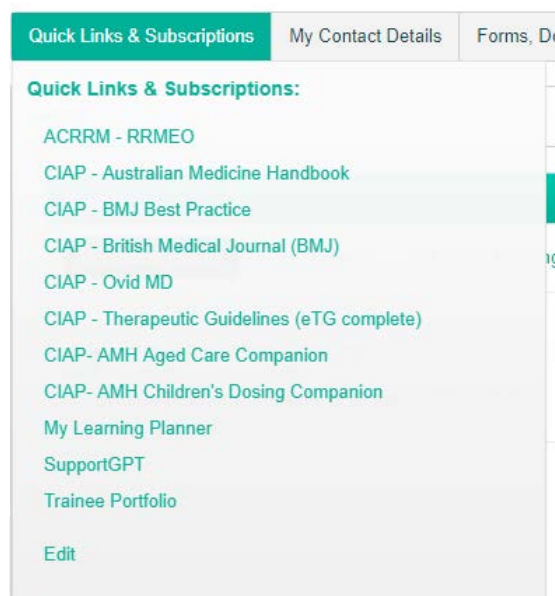 Quick Links & Subscriptions My Contact Details Forms,
Quick Links & Subscriptions:
ACRRM - RRMEO
CIAP - Australian Medicine Handbook
CIAP - BMJ Best Practice
CIAP - British Medical Journal (BMJ)
CIAP - Ovid MD
CIAP - Therapeutic Guidelines (eTG complete)
CIAP- AMH Aged Care Companion
CIAP- AMH Children's Dosing Companion
My Learning Planner
SupportGPT
Trainee Portfolio
Edit